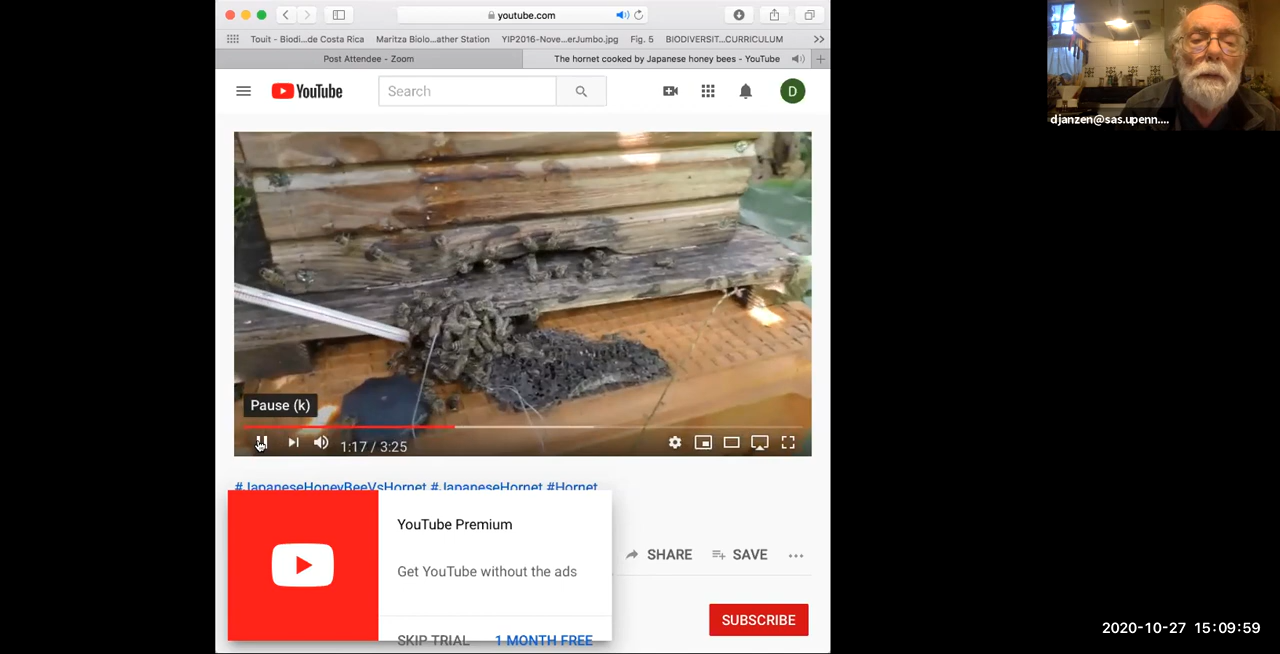 youtube.com
Touit - Biodi...de Costa Rica Maritza Biolo...ather Station YIP2016-Nove...erJumbo.jpg Fig. 5 BIODIVERSIT...CURRICULUM
Post Attendee - Zoom The hornet cooked by Japanese honey bees - YouTube
YouTube Search D
djanzen@sas.upenn....
Pause (k)
1:17 / 3:25
#JapaneseHoneyBeeVsHornet #JapaneseHornet #Hornet
YouTube Premium
SHARE SAVE
Get YouTube without the ads
SUBSCRIBE
SKIP TRIAL 1 MONTH FREE
2020-10-27 15:09:59